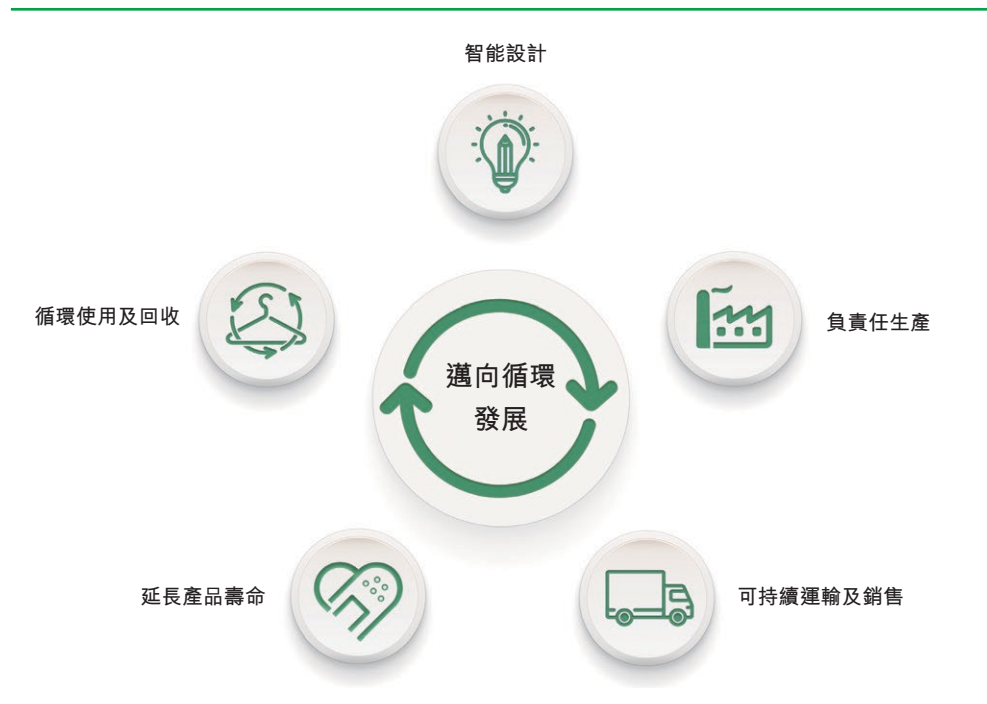 智能設計
循環使用及回收
負責任生產
邁向循環
發展
延長產品壽命
可持續運輸及銷售